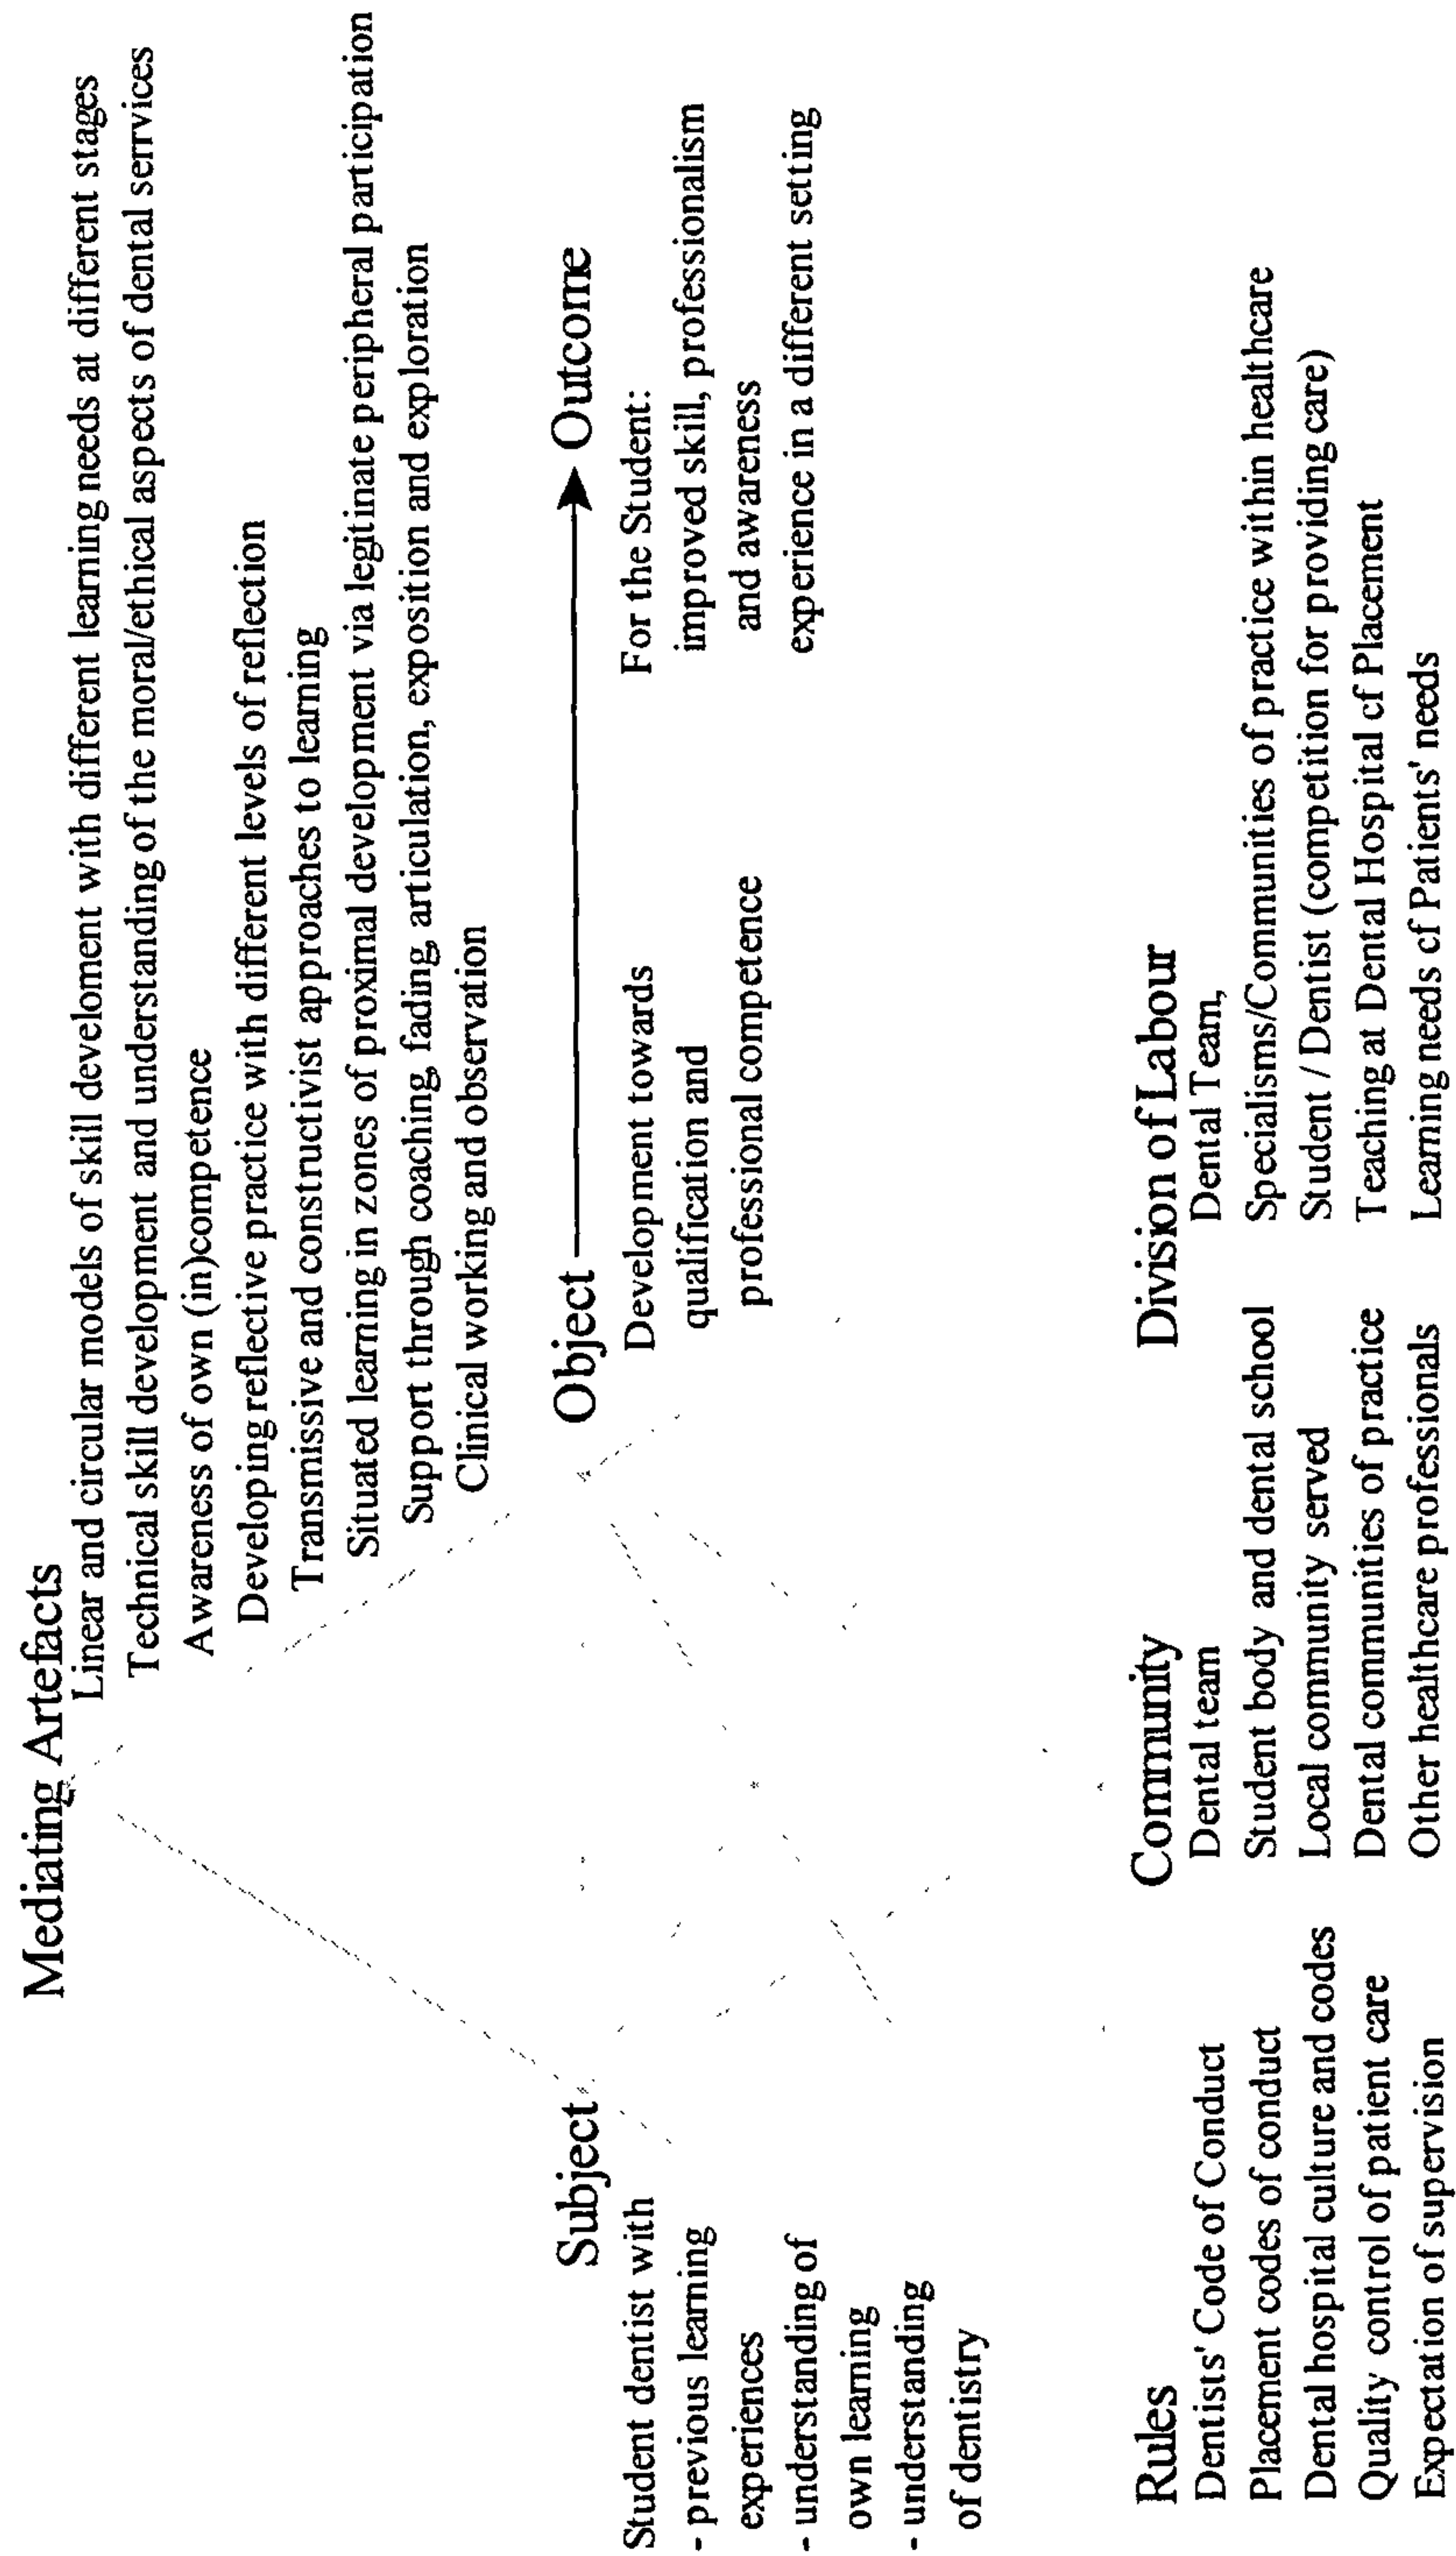 Mediating Artefacts
Linear and circular models of skill develoment with different learning needs at different stages
Technical skill development and understanding of the moral/ethical aspects of dental serrvices
Awareness of own (in)competence
Developing reflective practice with different levels of reflection
Transmissive and constructivist approaches to learning
Situated learning in zones of proximal development via legitinate peripheral participation
Support through coaching, fading, articulation, exposition and exploration
Clinical working and observation
Subject
Student dentist with
- previous learning
experiences
- understanding of
own learning
- understanding
of dentistry
Object
Development towards
qualification and
professional competence
Outcome
For the Student:
improved skill, professionalism
and awareness
experience in a different setting
Rules
Dentists' Code of Conduct
Placement codes of conduct
Dental hospital culture and codes
Quality control of patient care
Expectation of supervision
Community
Dental team
Student body and dental school
Local community served
Dental communities of practice
Other healthcare professionals
Division of Labour
Dental Team,
Specialisms/Communities of practice within healthcare
Student / Dentist (competition for providing care)
Teaching at Dental Hospital cf Placement
Learning needs cf Patients' needs